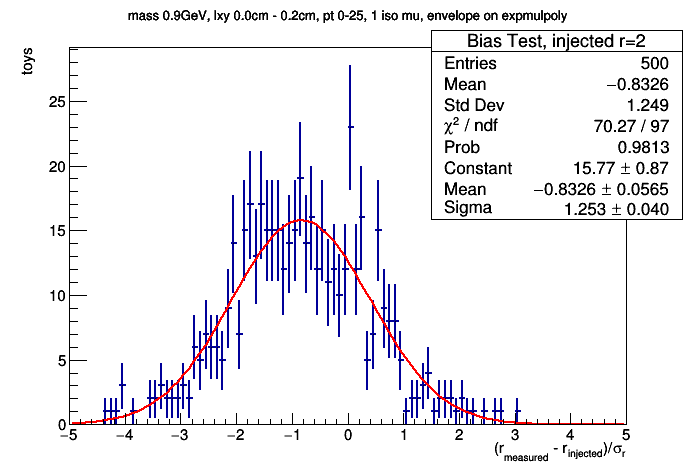 mass 0.9GeV, lxy 0.0cm - 0.2cm, pt 0-25, 1 iso mu, envelope on expmulpoly
Bias Test, injected r=2
Entries 500
Mean −0.8326
Std Dev 1.249
χ² / ndf 70.27 / 97
Prob 0.9813
Constant 15.77 ± 0.87
Mean −0.8326 ± 0.0565
Sigma 1.253 ± 0.040
toys
25
20
15
10
5
0
−5 −4 −3 −2 −1 0 1 2 3 4 5
(r_measured - r_injected)/σ_r